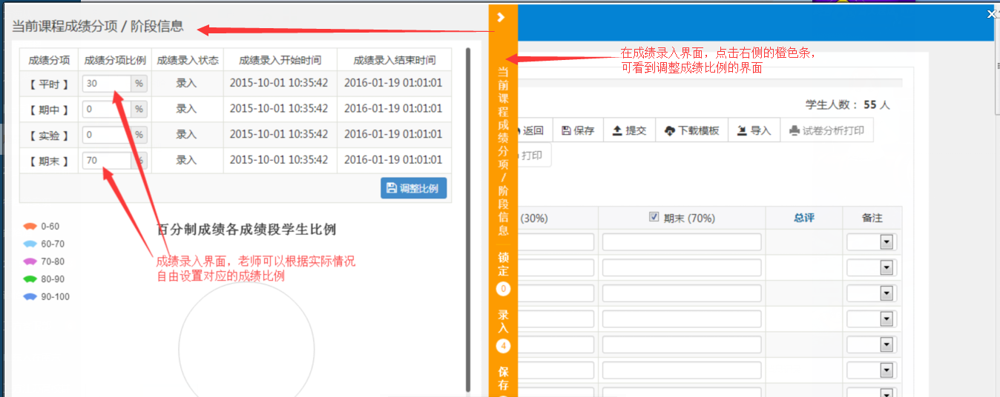 当前课程成绩分项 / 阶段信息
成绩分项 成绩分项比例 成绩录入状态 成绩录入开始时间 成绩录入结束时间
【 平时 】 30 % 录入 2015-10-01 10:35:42 2016-01-19 01:01:01
【 期中 】 0 % 录入 2015-10-01 10:35:42 2016-01-19 01:01:01
【 实验 】 0 % 录入 2015-10-01 10:35:42 2016-01-19 01:01:01
【 期末 】 70 % 录入 2015-10-01 10:35:42 2016-01-19 01:01:01
调整比例
百分制成绩各成绩段学生比例
0-60
60-70
70-80
80-90
90-100
成绩录入界面，老师可以根据实际情况
自由设置对应的成绩比例
当前课程成绩分项/阶段信息
锁定
0
录入
4
保存
在成绩录入界面，点击右侧的橙色条，
可看到调整成绩比例的界面
学生人数： 55 人
返回 保存 提交 下载模板 导入 试卷分析打印
打印
(30%) 期末 (70%) 总评 备注